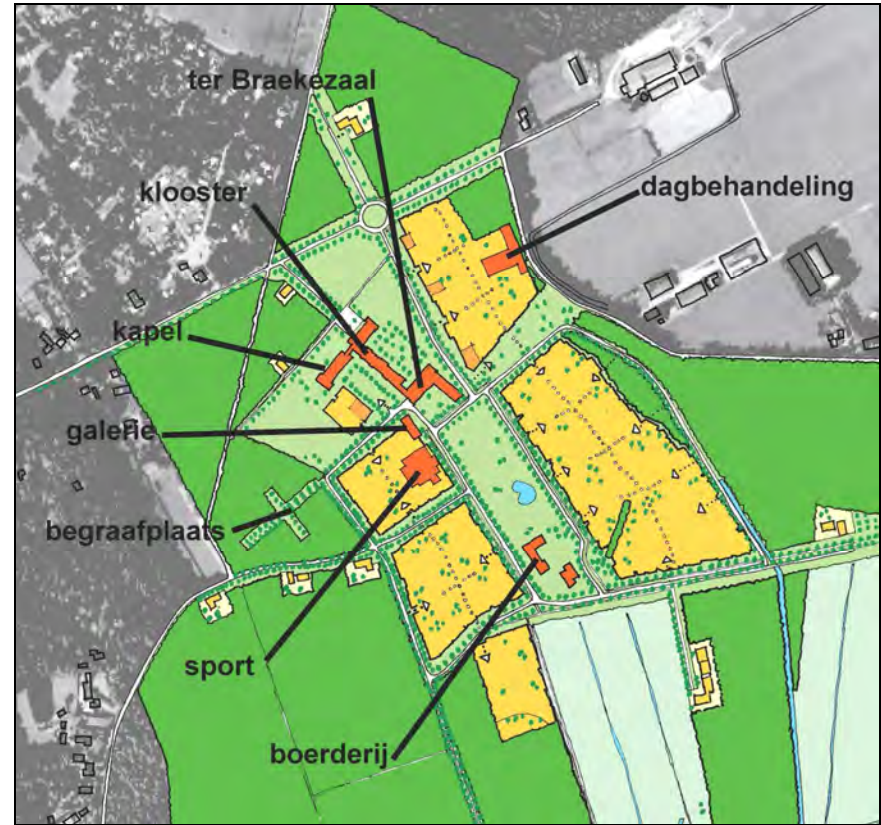 ter Braekezaal
dagbehandeling
klooster
kapel
galerie
begraafplaats
sport
boerderij